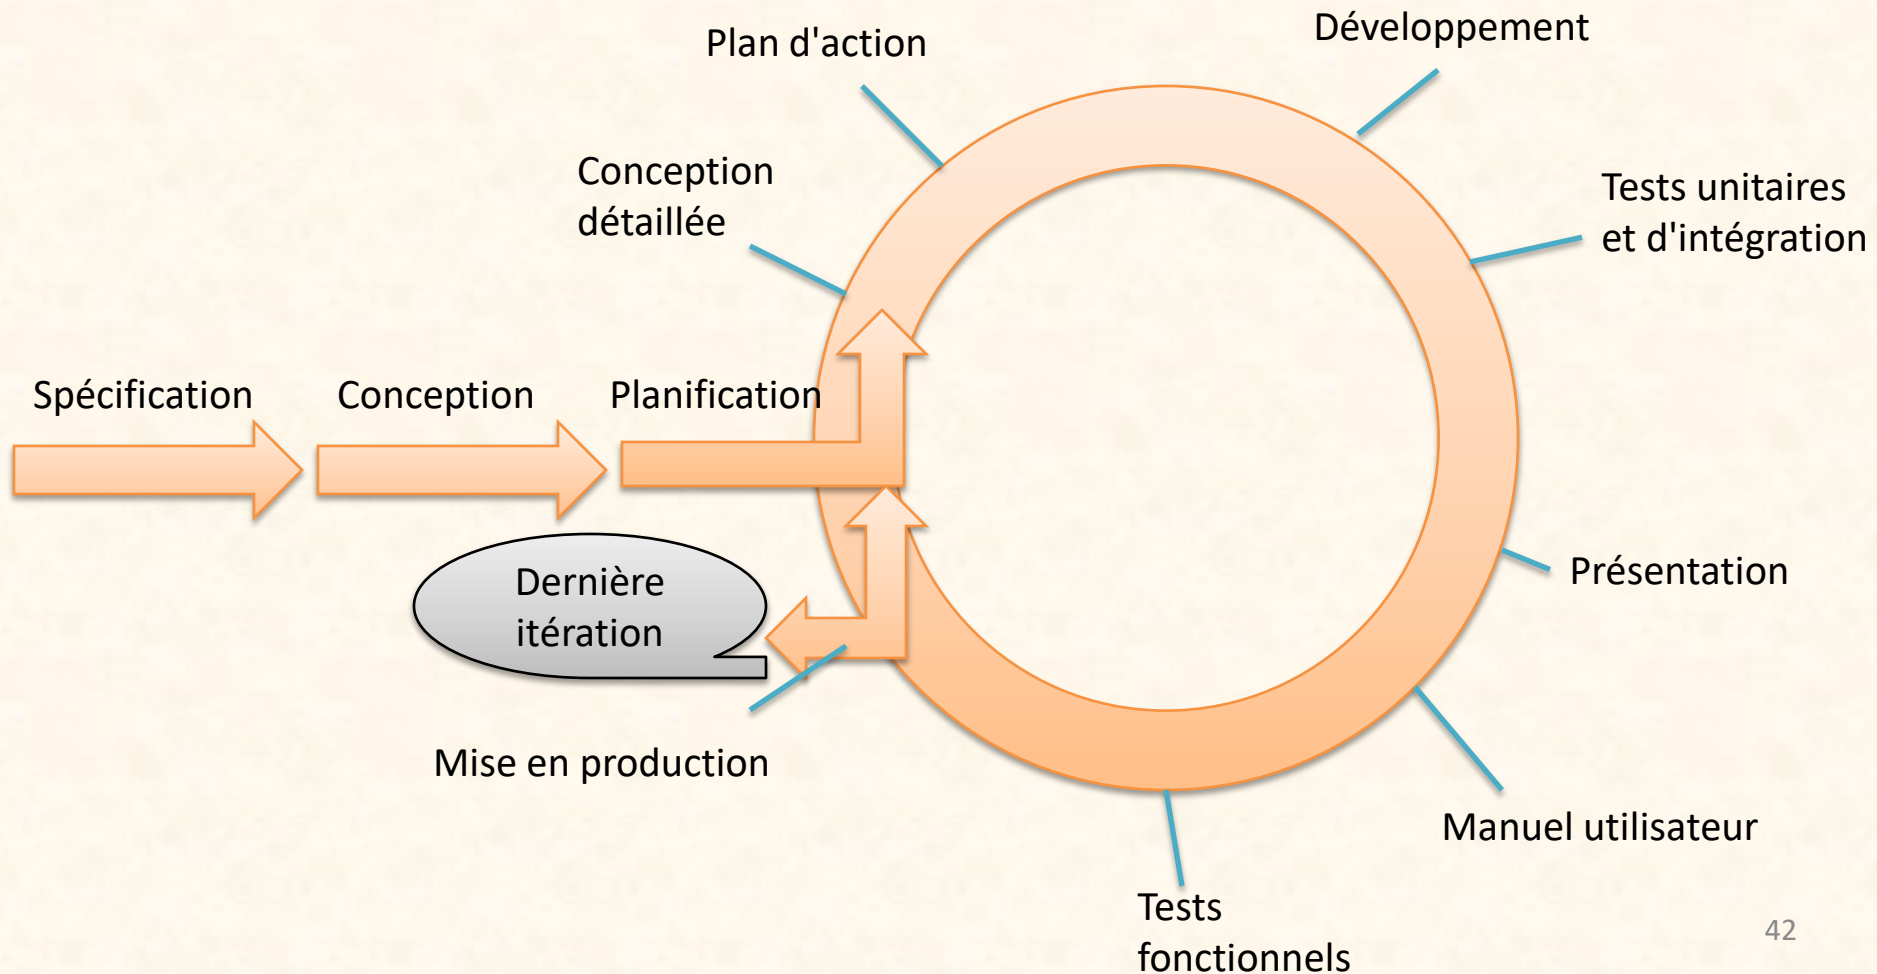 Plan d'action
Développement
Conception
détaillée
Tests unitaires
et d'intégration
Spécification
Conception
Planification
Dernière
itération
Présentation
Mise en production
Manuel utilisateur
Tests
fonctionnels
42